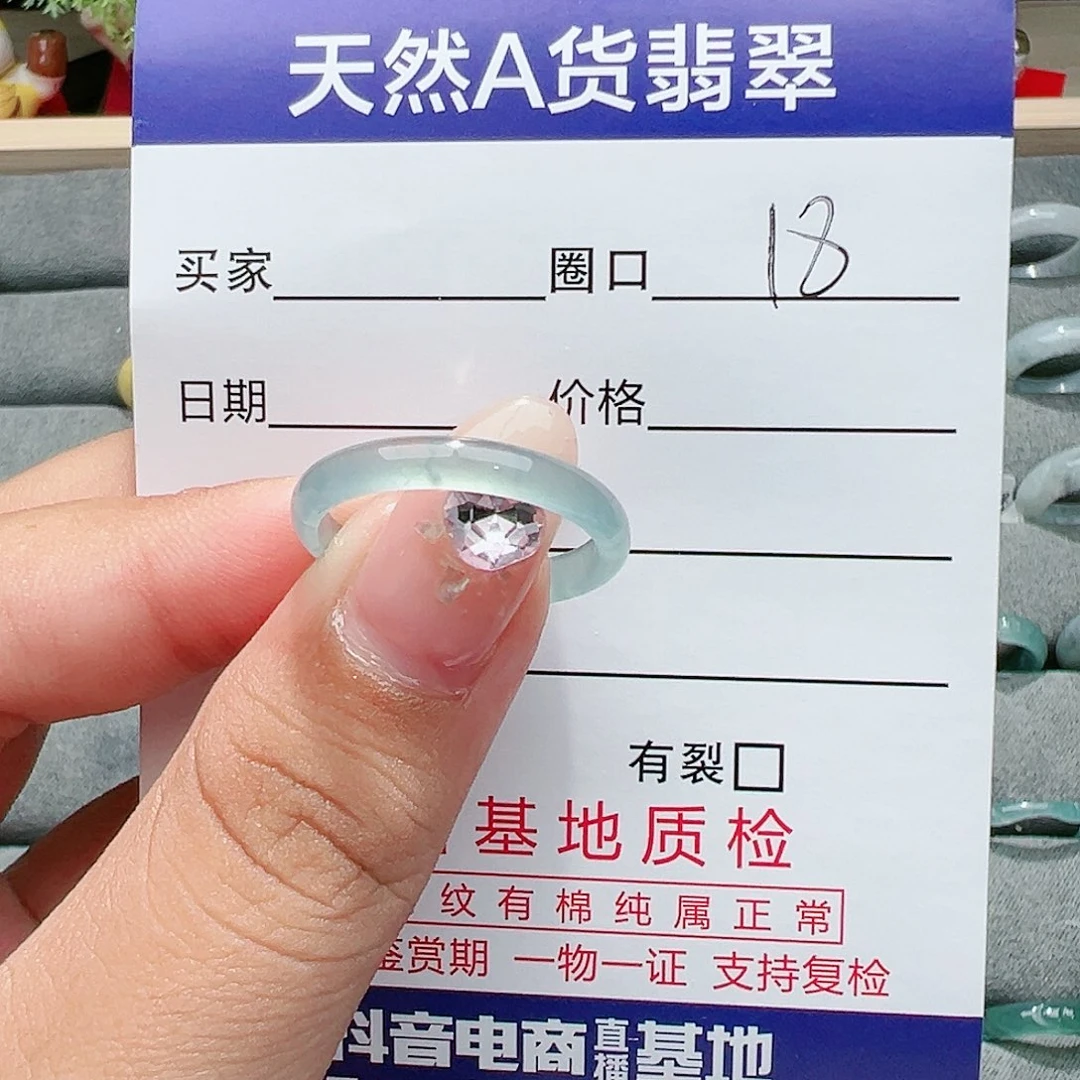 天然A货翡翠
买家 圈口 18
日期 价格
有裂□
基地质检
纹有棉纯属正常
鉴赏期 一物一证 支持复检
抖音电商直播基地